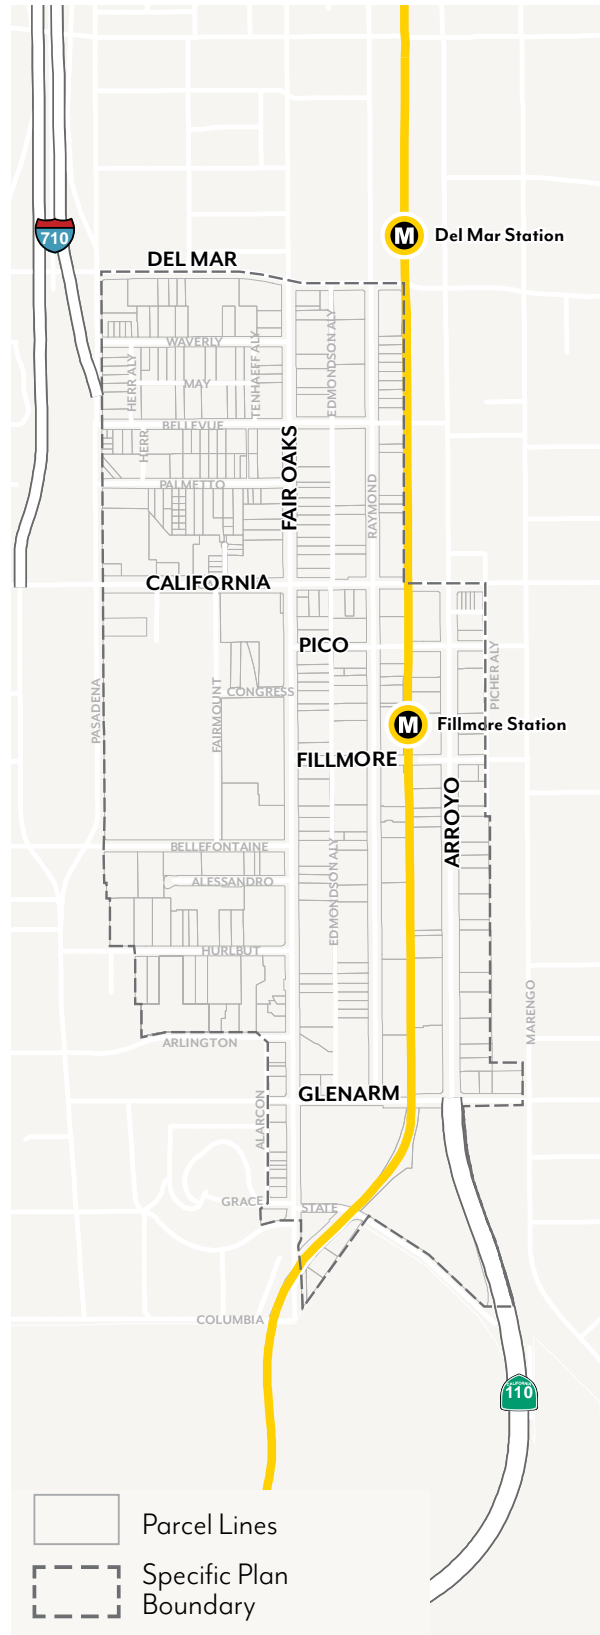 710
M
Del Mar Station
DEL MAR
WAVERLY
HERR ALY
MAY
TENHAEFF ALY
EDMONDSON ALY
BELLEVUE
HERR
FAIR OAKS
PALMETTO
RAYMOND
CALIFORNIA
PICO
PICHER ALY
CONGRESS
PASADENA
FAIRMOUNT
M
Fillmore Station
FILLMORE
ARROYO
BELLEFONTAINE
ALESSANDRO
EDMONDSON ALY
HURLBUT
MARENGO
ARLINGTON
GLENARM
ALARCON
GRACE
STATE
COLUMBIA
CALIFORNIA
110
Parcel Lines
Specific Plan
Boundary